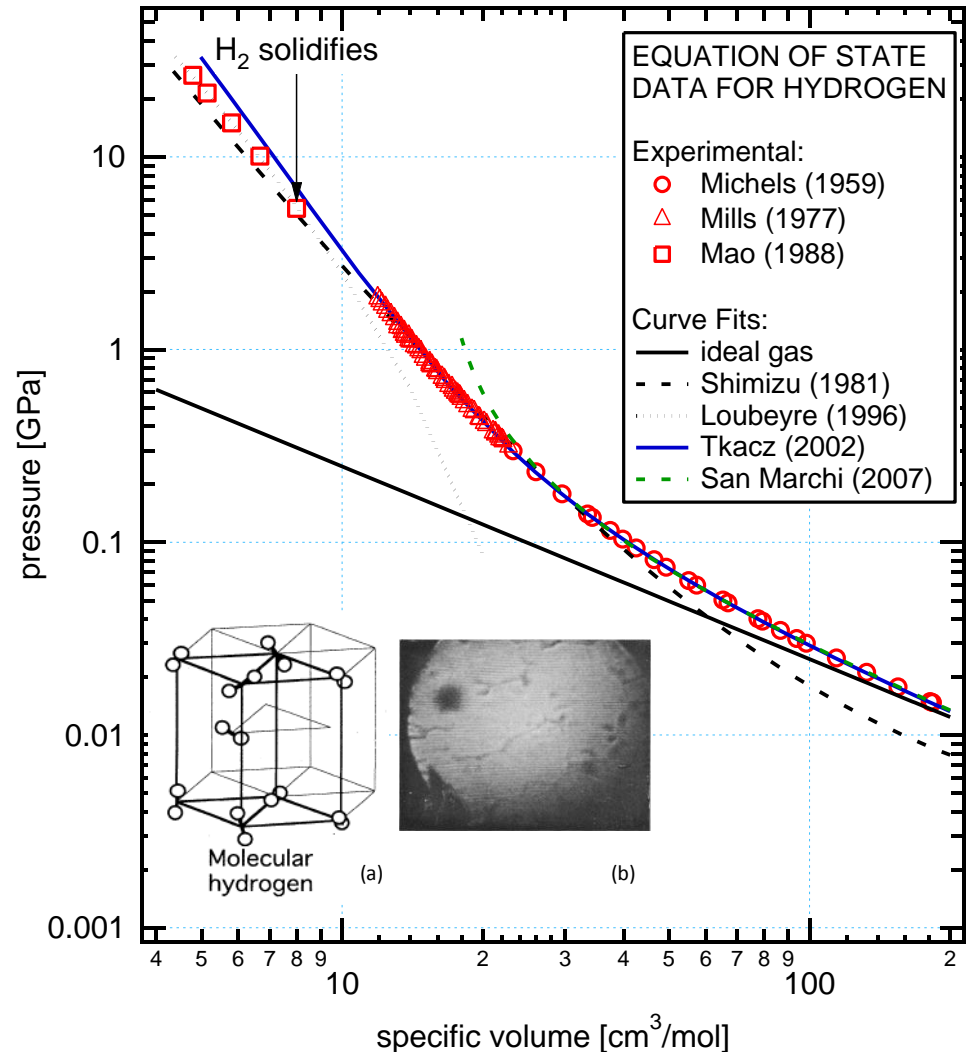 H2 solidifies
EQUATION OF STATE
DATA FOR HYDROGEN
Experimental:
Michels (1959)
Mills (1977)
Mao (1988)
Curve Fits:
ideal gas
Shimizu (1981)
Loubeyre (1996)
Tkacz (2002)
San Marchi (2007)
pressure [GPa]
10
1
0.1
0.01
0.001
Molecular
hydrogen
(a)
(b)
4 5 6 7 8 9 10 2 3 4 5 6 7 8 9 100 2
specific volume [cm3/mol]